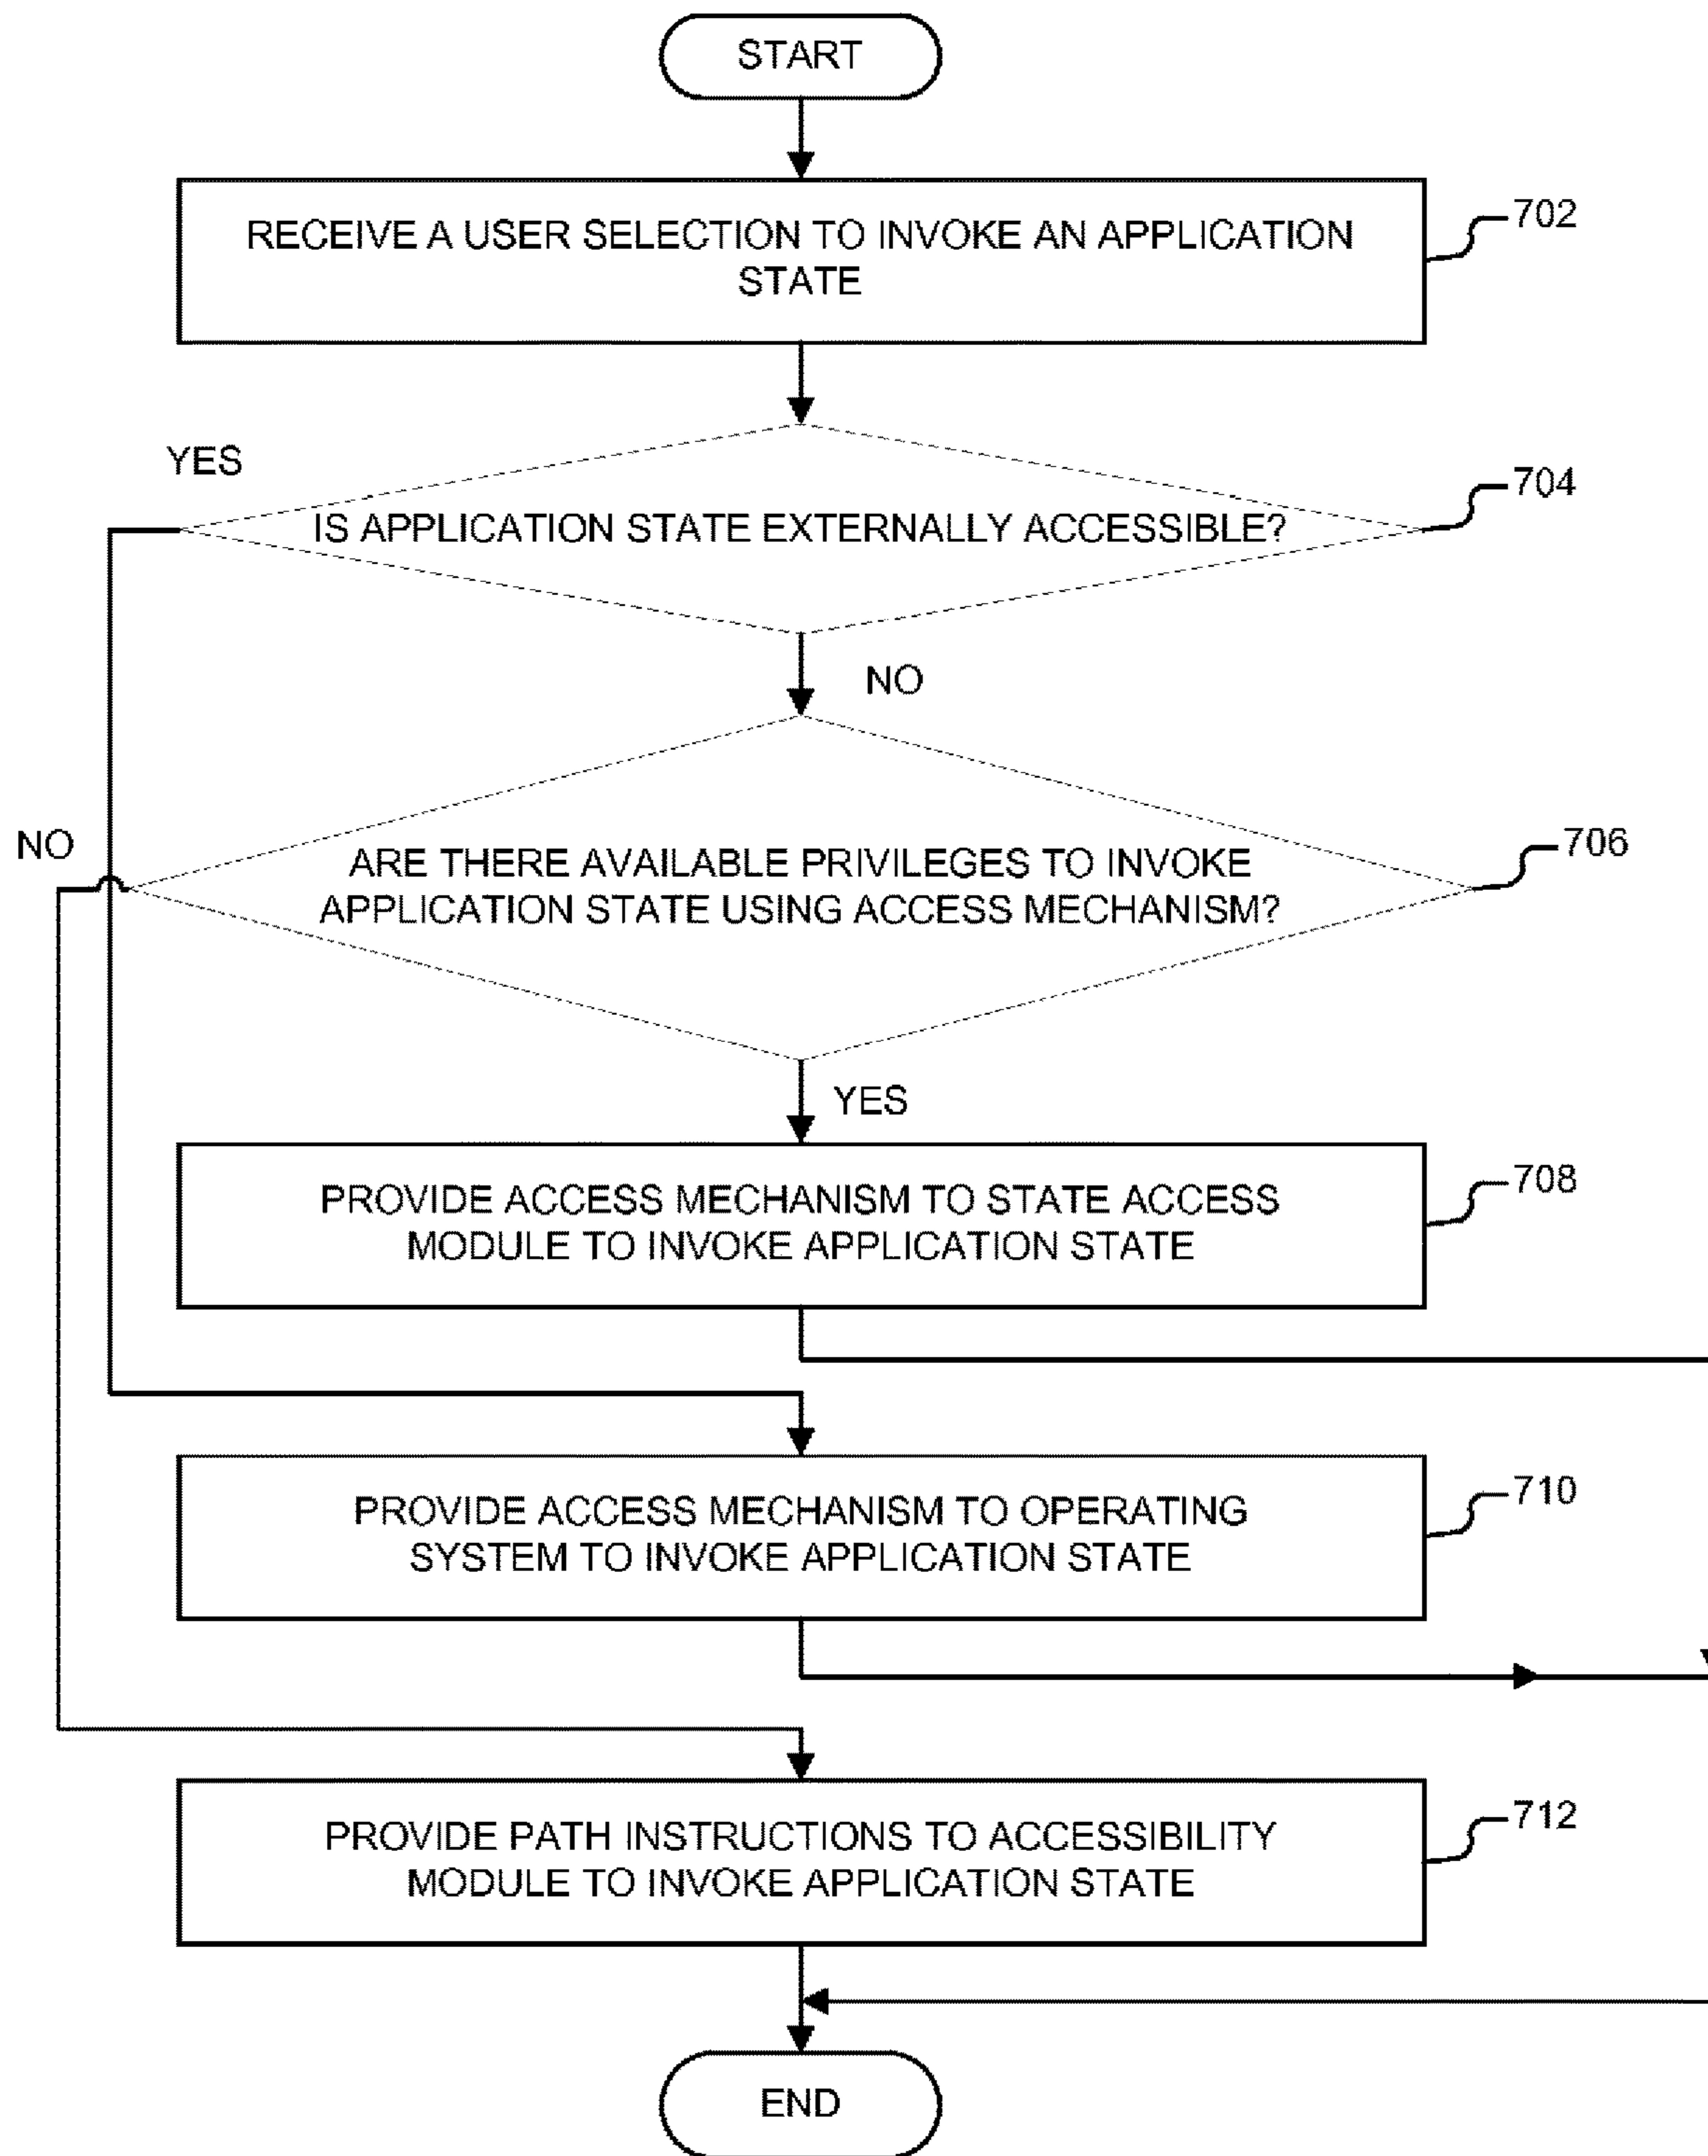 START
RECEIVE A USER SELECTION TO INVOKE AN APPLICATION
STATE
702
YES
IS APPLICATION STATE EXTERNALLY ACCESSIBLE?
704
NO
NO
ARE THERE AVAILABLE PRIVILEGES TO INVOKE
APPLICATION STATE USING ACCESS MECHANISM?
706
YES
PROVIDE ACCESS MECHANISM TO STATE ACCESS
MODULE TO INVOKE APPLICATION STATE
708
PROVIDE ACCESS MECHANISM TO OPERATING
SYSTEM TO INVOKE APPLICATION STATE
710
PROVIDE PATH INSTRUCTIONS TO ACCESSIBILITY
MODULE TO INVOKE APPLICATION STATE
712
END